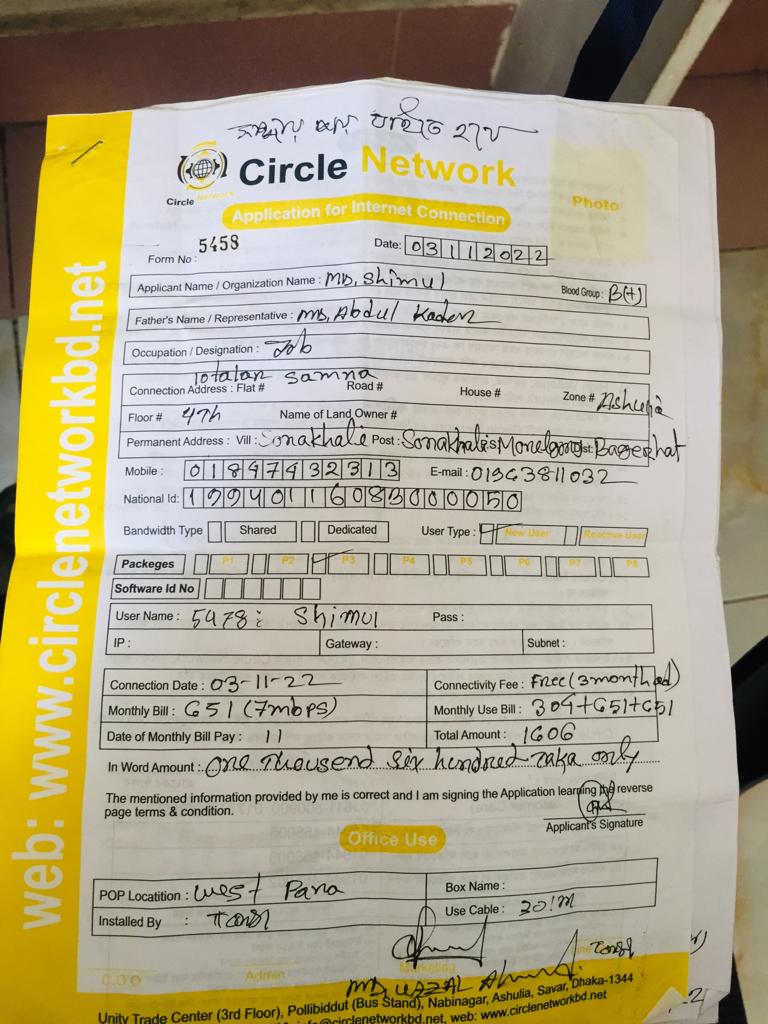 Circle Network
Circle Network
Application for Internet Connection
Photo
Form No : 5458
Date: 03112022
Applicant Name / Organization Name : MD, Shimul
Blood Group : B(+)
Father's Name / Representative : MD, Abdul Kader
Occupation / Designation : Job
Connection Address : Flat # Road # House # Zone # Ashulia
Floor # 4Th Name of Land Owner #
Permanent Address : Vill : Sonakhali Post : Sonakhali
Mobile : 01847432313 E-mail : 01963811032
National Id:
Bandwidth Type Shared Dedicated User Type : New User Reactive User
Packeges P1 P2 P3 P4 P5 P6 P7 P8
Software Id No
User Name : 5478: Shimul Pass :
IP : Gateway : Subnet :
Connection Date : 03-11-22 Connectivity Fee : Free (3month
Monthly Bill : 651 (7mbps) Monthly Use Bill : 304+651+651
Date of Monthly Bill Pay : 11 Total Amount : 1606
In Word Amount : One Thousand six hundred Taka only
The mentioned information provided by me is correct and I am signing the Application learning the reverse
page terms & condition.
Applicant's Signature
Office Use
POP Locatition : West Para Box Name :
Installed By : Use Cable : 30!M
C.O.O Admin Marketing
Unity Trade Center (3rd Floor), Pollibiddut (Bus Stand), Nabinagar, Ashulia, Savar, Dhaka-1344
info@circlenetworkbd.net, web: www.circlenetworkbd.net
web: www.circlenetworkbd.net